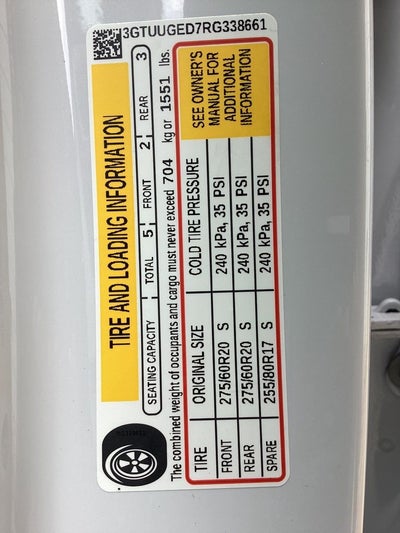 3GTUUGED7RG338661
TIRE AND LOADING INFORMATION
SEATING CAPACITY TOTAL 5 FRONT 2 REAR 3
The combined weight of occupants and cargo must never exceed 704 kg or 1551 lbs.
TIRE ORIGINAL SIZE COLD TIRE PRESSURE
FRONT 275/60R20 S 240 kPa, 35 PSI
REAR 275/60R20 S 240 kPa, 35 PSI
SPARE 255/80R17 S 240 kPa, 35 PSI
SEE OWNER'S
MANUAL FOR
ADDITIONAL
INFORMATION